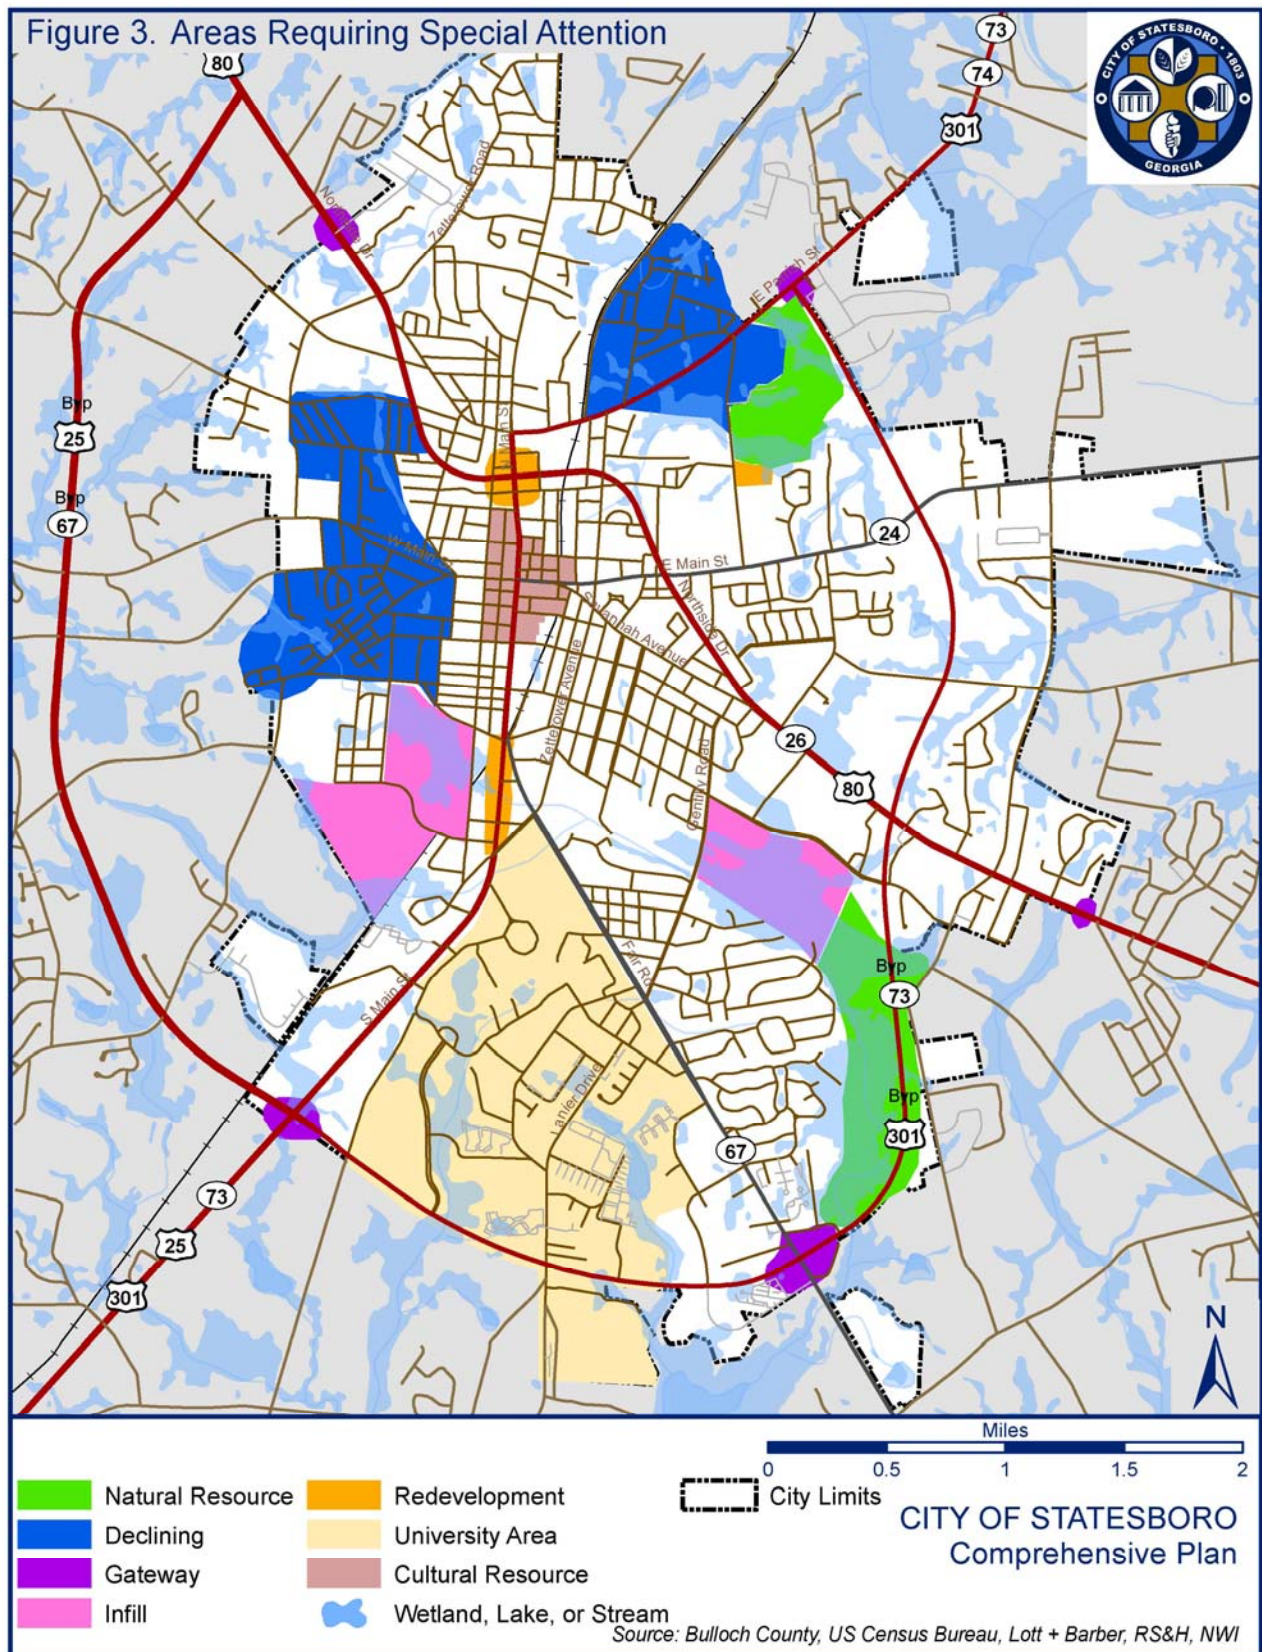 Figure 3. Areas Requiring Special Attention
CITY OF STATESBORO • 1803
GEORGIA
80
73
74
301
Northside Dr
Zetterower Road
E Parrish St
Byp
25
Byp
67
N Main St
W Main St
24
E Main St
Northside Dr
Savannah Avenue
Zetterower Avenue
26
80
Gentilly Road
Fair Rd
Byp
73
S Main St
Lanier Drive
Byp
301
67
73
25
301
N
Miles
0 0.5 1 1.5 2
Natural Resource
Declining
Gateway
Infill
Redevelopment
University Area
Cultural Resource
Wetland, Lake, or Stream
City Limits
CITY OF STATESBORO
Comprehensive Plan
Source: Bulloch County, US Census Bureau, Lott + Barber, RS&H, NWI